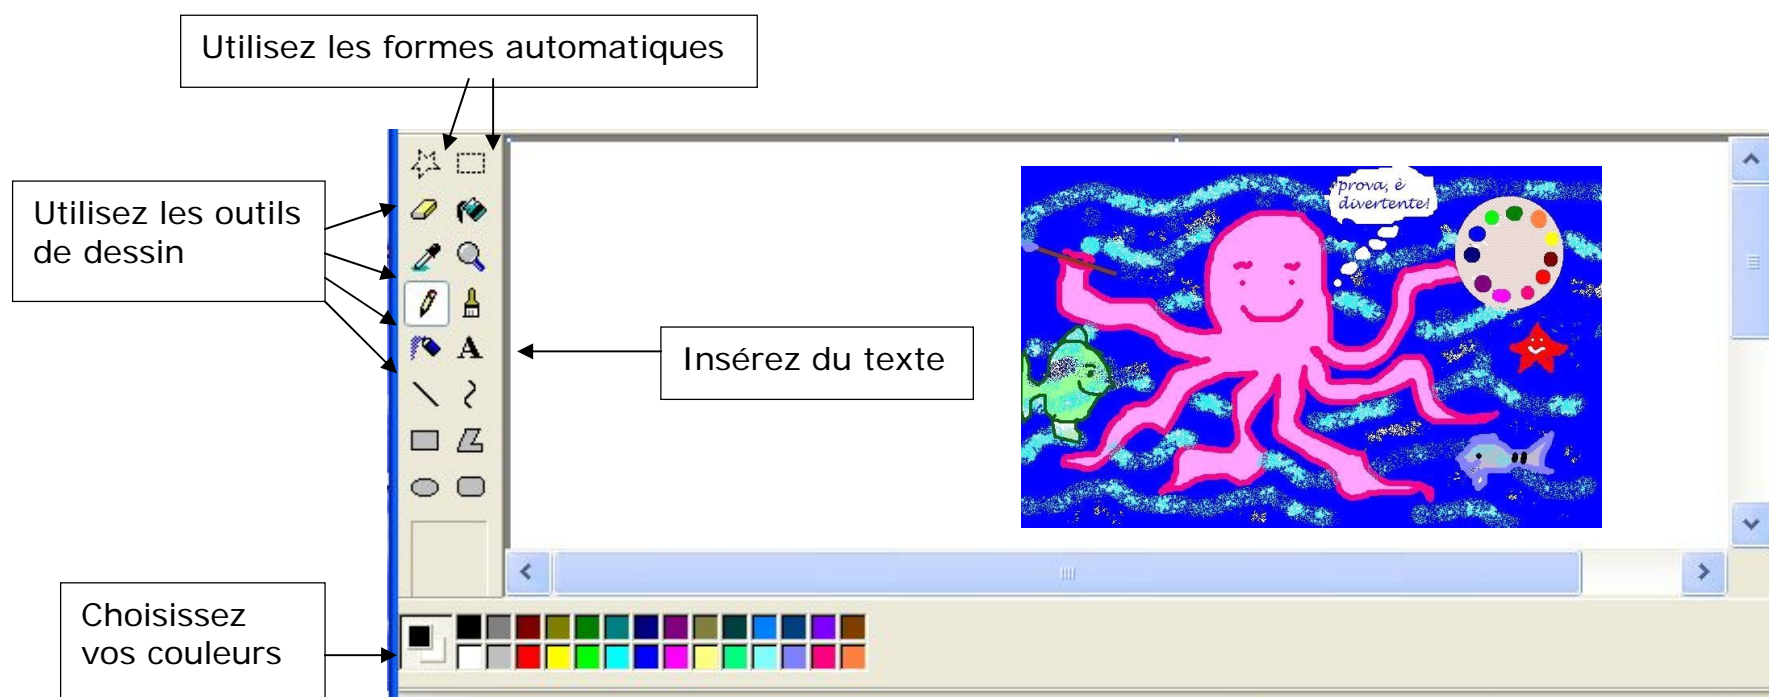 Utilisez les formes automatiques
Utilisez les outils
de dessin
prova, è
divertente!
A
Insérez du texte
Choisissez
vos couleurs